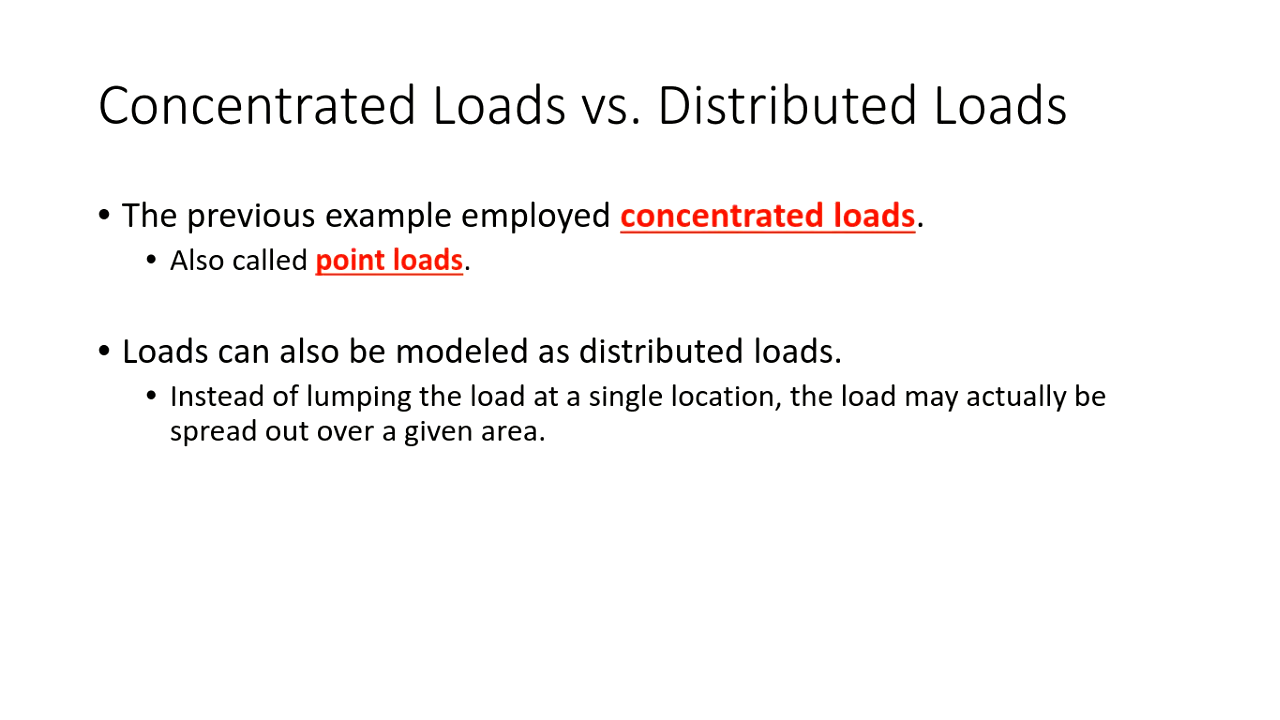 Concentrated Loads vs. Distributed Loads
• The previous example employed concentrated loads.
• Also called point loads.
• Loads can also be modeled as distributed loads.
• Instead of lumping the load at a single location, the load may actually be
spread out over a given area.